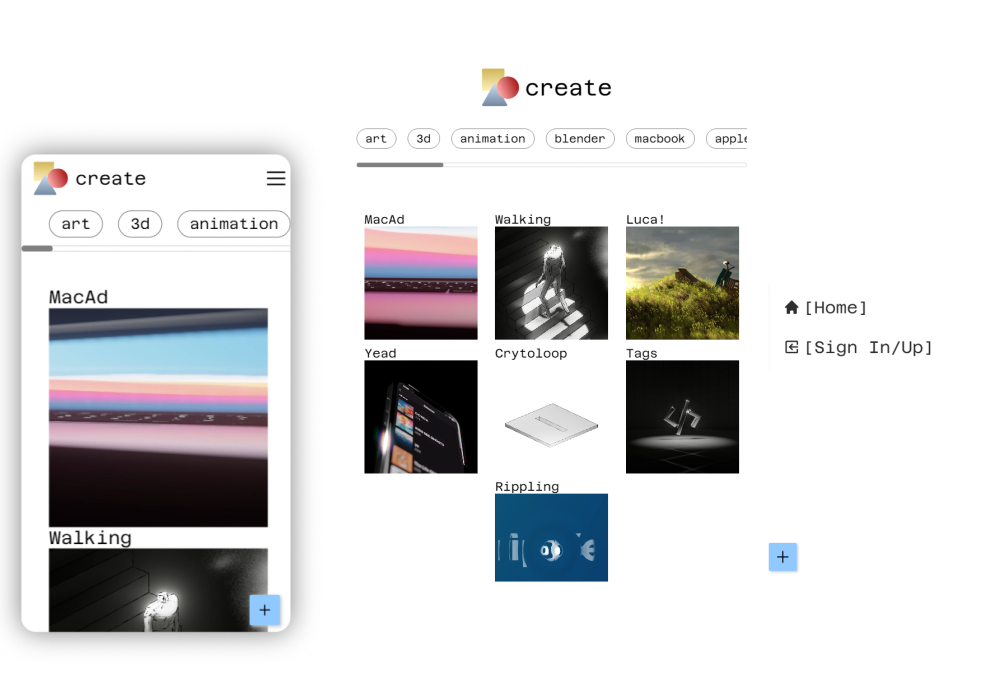 create
art
3d
animation
MacAd
Walking
create
art
3d
animation
blender
macbook
apple
MacAd
Walking
Luca!
Yead
Crytoloop
Tags
Rippling
[Home]
[Sign In/Up]